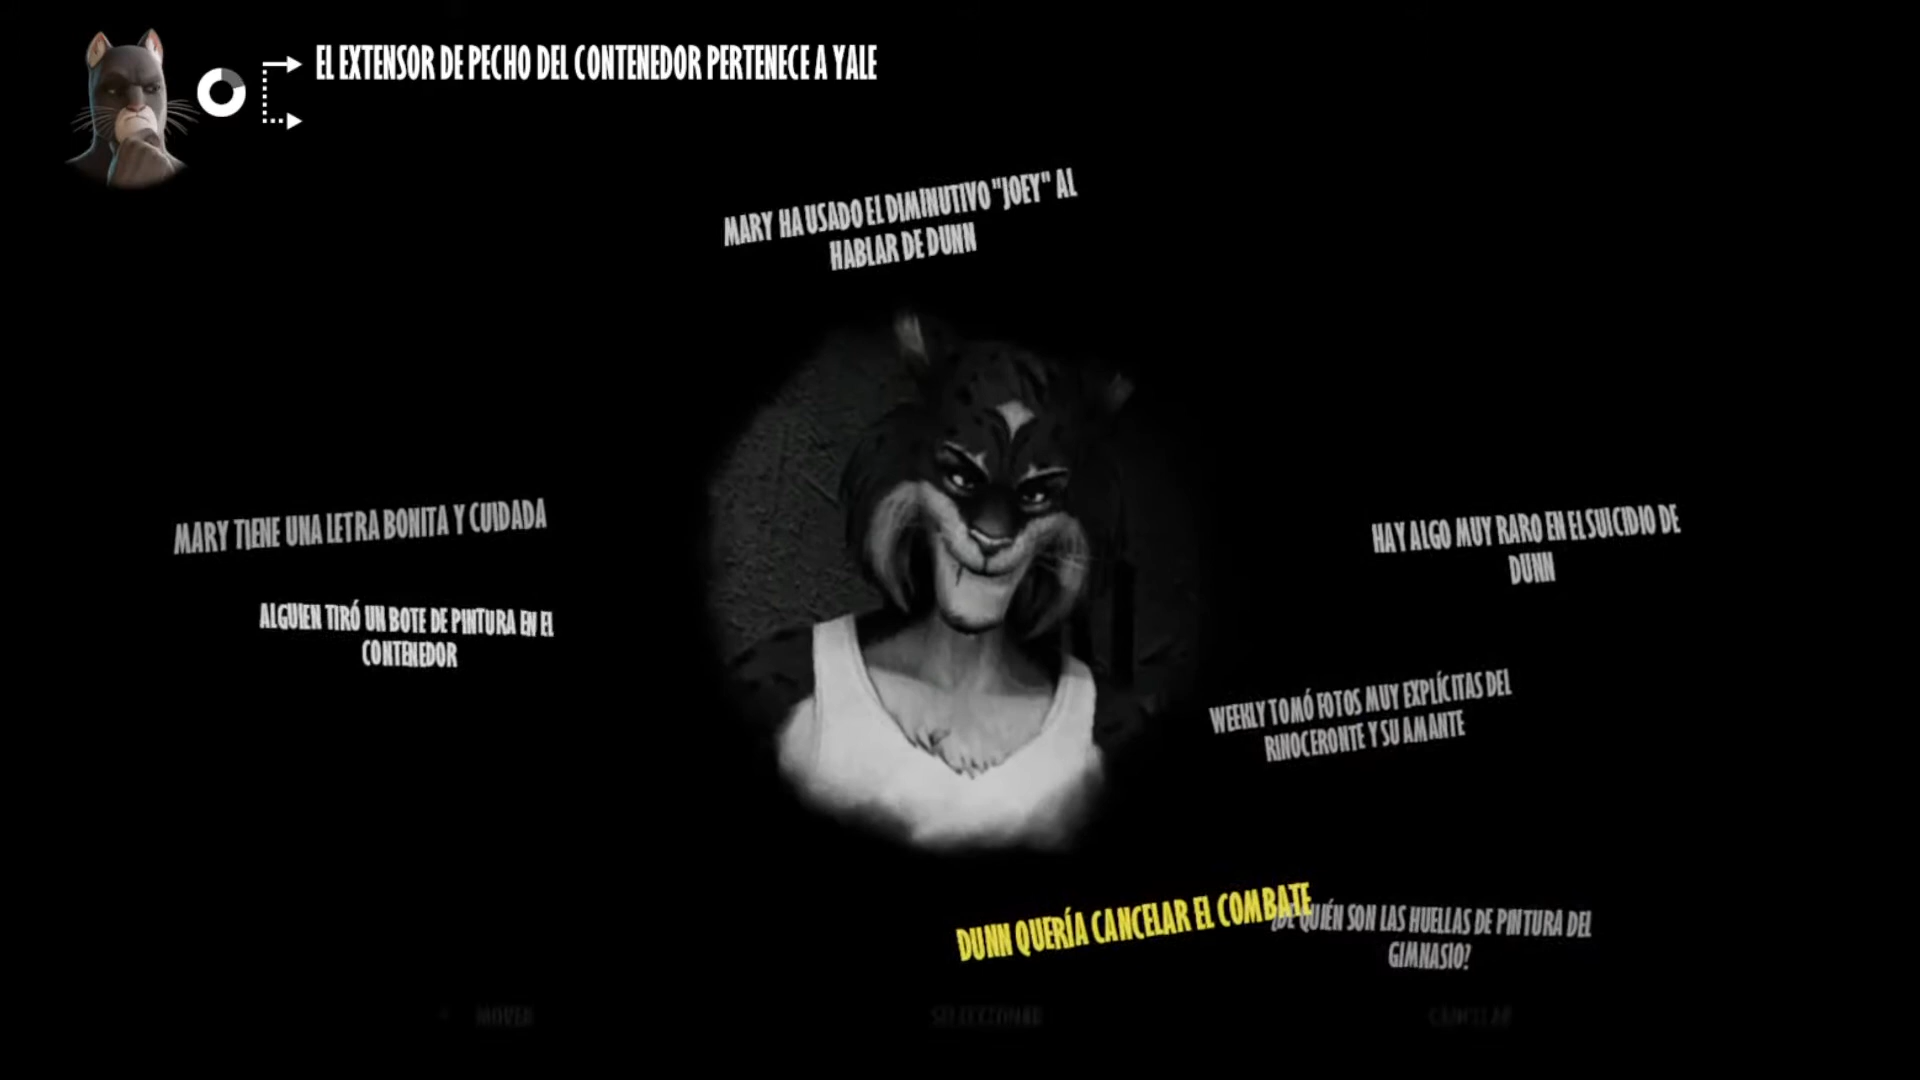 EL EXTENSOR DE PECHO DEL CONTENEDOR PERTENECE A YALE
MARY HA USADO EL DIMINUTIVO "JOEY" AL
HABLAR DE DUNN
MARY TIENE UNA LETRA BONITA Y CUIDADA
HAY ALGO MUY RARO EN EL SUICIDIO DE
DUNN
ALGUIEN TIRÓ UN BOTE DE PINTURA EN EL
CONTENEDOR
WEEKLY TOMÓ FOTOS MUY EXPLÍCITAS DEL
RINOCERONTE Y SU AMANTE
DUNN QUERÍA CANCELAR EL COMBATE
¿DE QUIÉN SON LAS HUELLAS DE PINTURA DEL
GIMNASIO?
MOVER
SELECCIONAR
CANCELAR